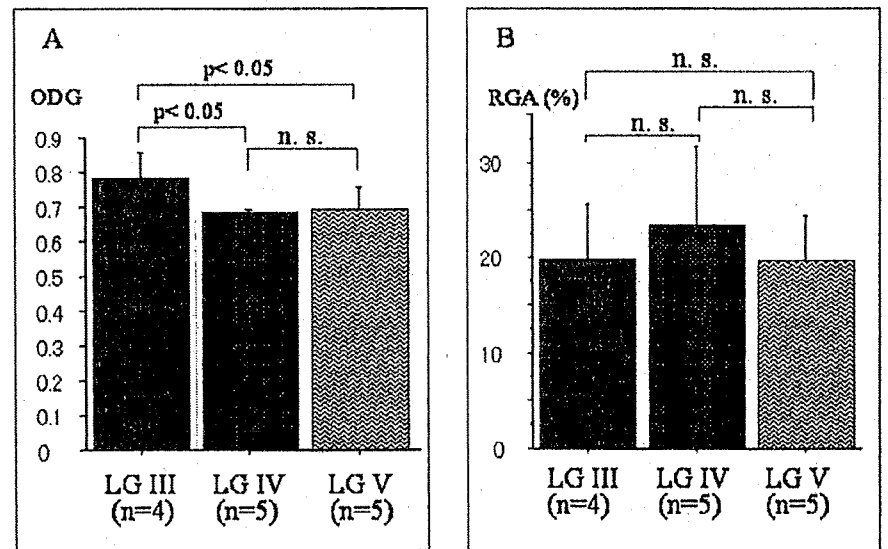 A
p< 0.05
ODG
p< 0.05
n. s.
0.9
0.8
0.7
0.6
0.5
0.4
0.3
0.2
0.1
0
LG III LG IV LG V
(n=4) (n=5) (n=5)
B
n. s.
RGA (%)
n. s.
n. s.
30
20
10
0
LG III LG IV LG V
(n=4) (n=5) (n=5)